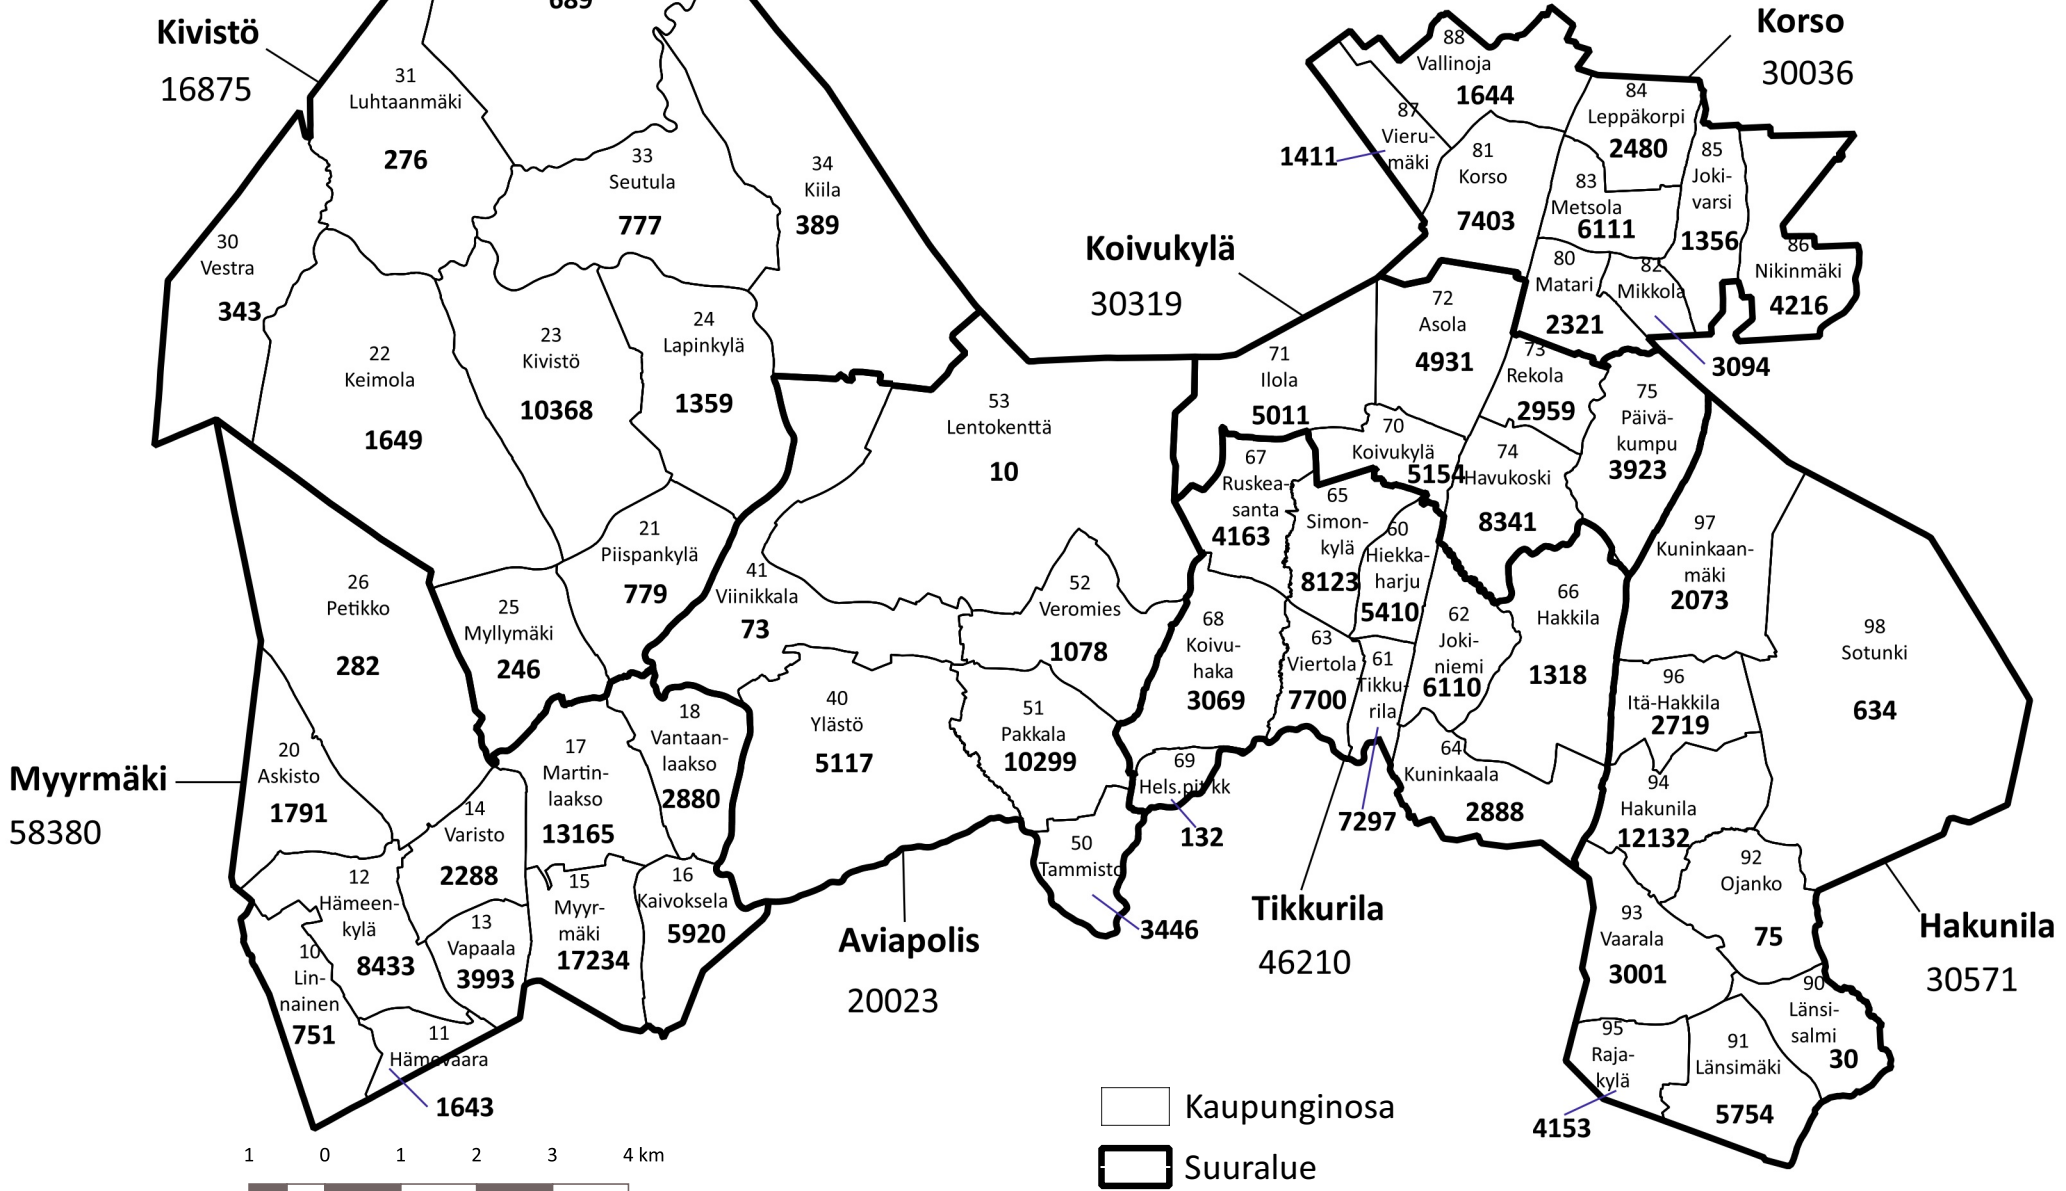 689
Kivistö
16875
31
Luhtaanmäki
276
33
Seutula
777
34
Kiila
389
30
Vestra
343
22
Keimola
1649
23
Kivistö
10368
24
Lapinkylä
1359
21
Piispankylä
779
25
Myllymäki
246
Myyrmäki
58380
26
Petikko
282
20
Askisto
1791
18
Vantaan-
laakso
2880
17
Martin-
laakso
13165
14
Varisto
2288
12
Hämeen-
kylä
8433
13
Vapaala
3993
15
Myyr-
mäki
17234
16
Kaivoksela
5920
10
Lin-
nainen
751
11
Hämevaara
1643
53
Lentokenttä
10
41
Viinikkala
73
52
Veromies
1078
40
Ylästö
5117
51
Pakkala
10299
50
Tammisto
3446
Aviapolis
20023
Korso
30036
88
Vallinoja
1644
87
Vieru-
mäki
1411
84
Leppäkorpi
2480
81
Korso
7403
83
Metsola
6111
85
Joki-
varsi
1356
80
Matari
2321
82
Mikkola
3094
86
Nikinmäki
4216
Koivukylä
30319
71
Ilola
5011
72
Asola
4931
73
Rekola
2959
75
Päivä-
kumpu
3923
70
Koivukylä
5154
74
Havukoski
8341
67
Ruskea-
santa
4163
65
Simon-
kylä
8123
60
Hiekka-
harju
5410
66
Hakkila
1318
68
Koivu-
haka
3069
63
Viertola
7700
61
Tikku-
rila
7297
62
Joki-
niemi
6110
64
Kuninkaala
2888
69
Hels.pit.kk
132
Tikkurila
46210
97
Kuninkaan-
mäki
2073
98
Sotunki
634
96
Itä-Hakkila
2719
94
Hakunila
12132
92
Ojanko
75
93
Vaarala
3001
90
Länsi-
salmi
30
95
Raja-
kylä
4153
91
Länsimäki
5754
Hakunila
30571
Kaupunginosa
Suuralue
1 0 1 2 3 4 km